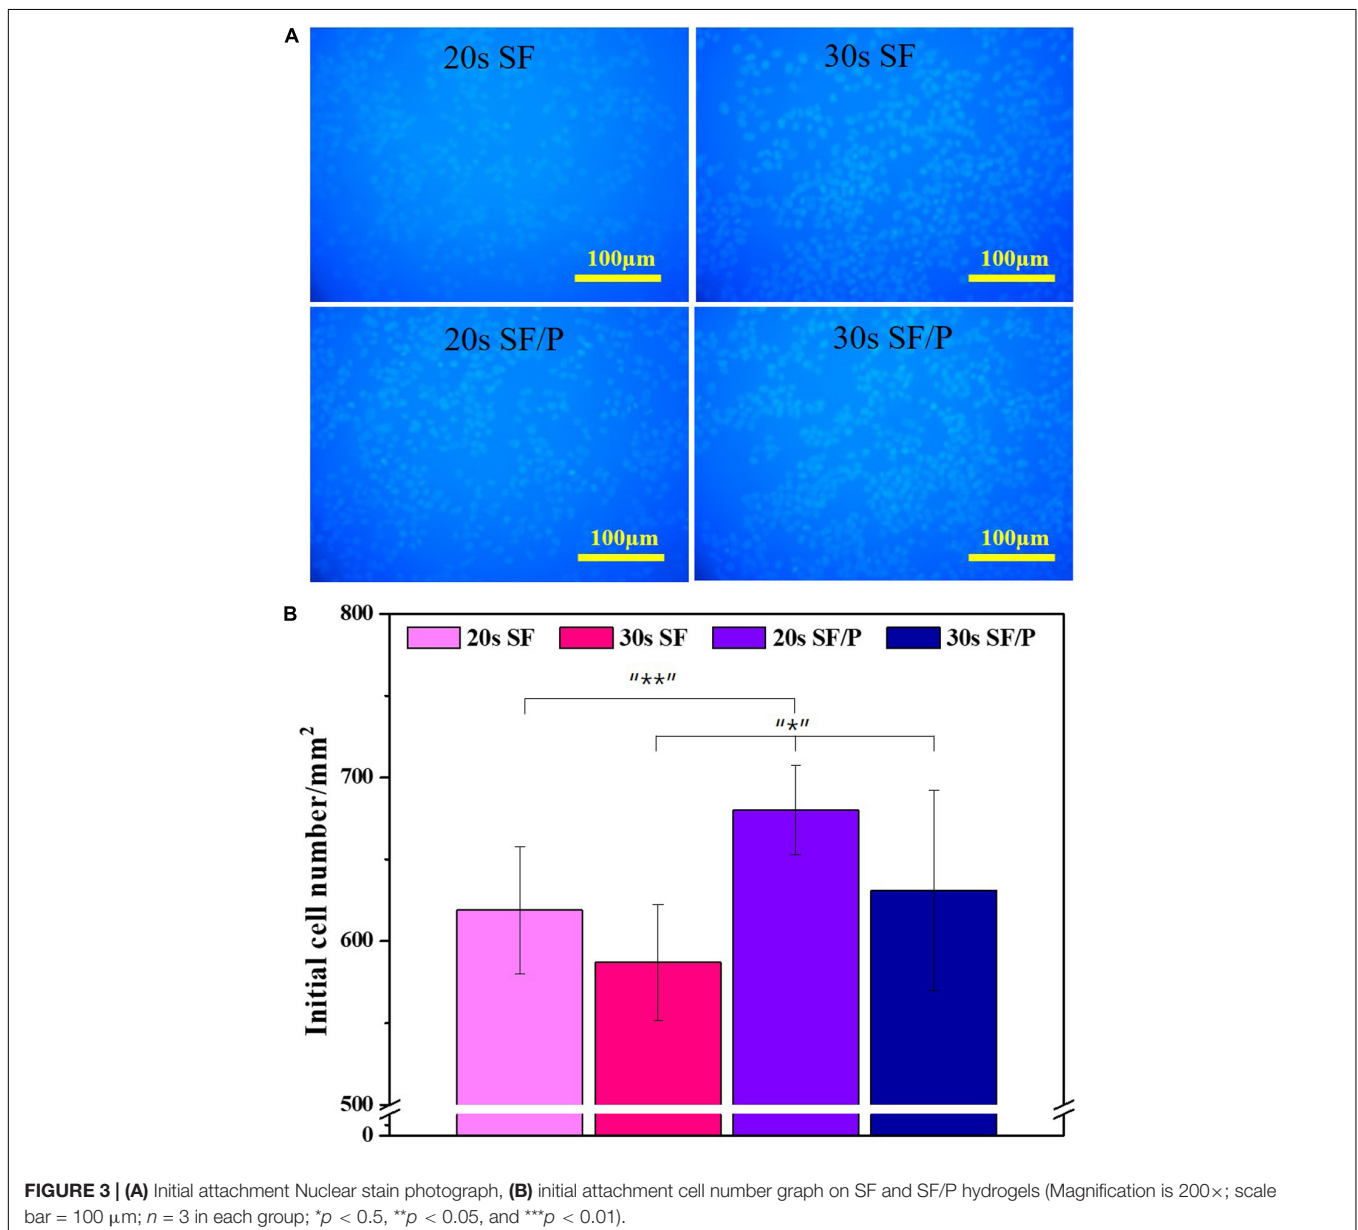 A
20s SF
30s SF
100µm
100µm
20s SF/P
30s SF/P
100µm
100µm
B
800
20s SF
30s SF
20s SF/P
30s SF/P
"**"
"*"
700
600
500
0
Initial cell number/mm²
FIGURE 3 | (A) Initial attachment Nuclear stain photograph, (B) initial attachment cell number graph on SF and SF/P hydrogels (Magnification is 200×; scale
bar = 100 µm; n = 3 in each group; *p < 0.5, **p < 0.05, and ***p < 0.01).